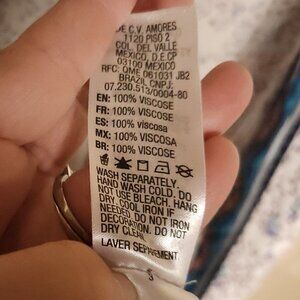 DE C.V. AMORES
1120 PISO 2
COL. DEL VALLE
MEXICO, D.F. CP
03100 MEXICO
RFC: QME 061031 JB2
BRAZIL CNPJ:
07.230.513/0004-80
EN: 100% VISCOSE
FR: 100% VISCOSE
ES: 100% viscosa
MX: 100% VISCOSA
BR: 100% VISCOSE
WASH SEPARATELY.
HAND WASH COLD. DO
NOT USE BLEACH. HANG
DRY. COOL IRON IF
NEEDED. DO NOT IRON
DECORATION. DO NOT
DRY CLEAN
LAVER SEPAREMENT.
S